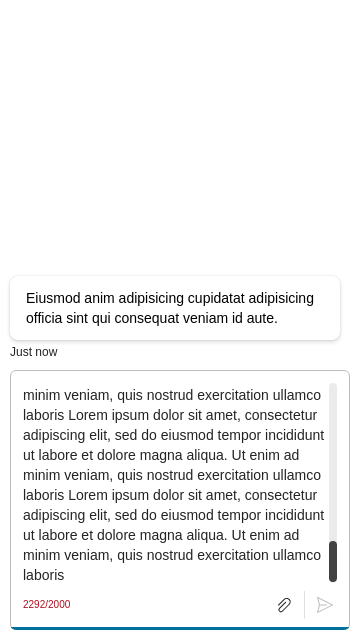 Eiusmod anim adipisicing cupidatat adipisicing
officia sint qui consequat veniam id aute.
Just now
minim veniam, quis nostrud exercitation ullamco
laboris Lorem ipsum dolor sit amet, consectetur
adipiscing elit, sed do eiusmod tempor incididunt
ut labore et dolore magna aliqua. Ut enim ad
minim veniam, quis nostrud exercitation ullamco
laboris Lorem ipsum dolor sit amet, consectetur
adipiscing elit, sed do eiusmod tempor incididunt
ut labore et dolore magna aliqua. Ut enim ad
minim veniam, quis nostrud exercitation ullamco
laboris
2292/2000